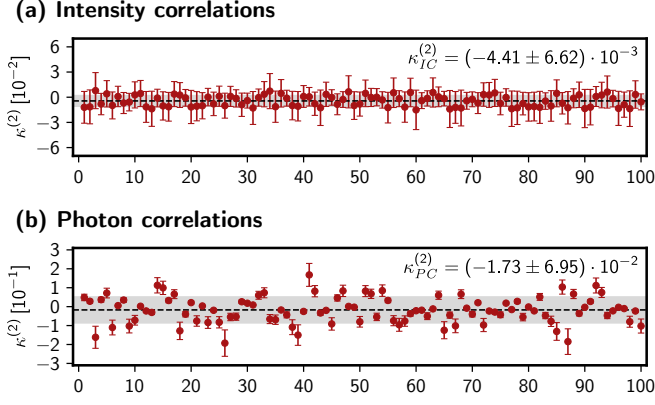 (a) Intensity correlations
κ_{IC}^{(2)} = (−4.41 ± 6.62) · 10^{−3}
κ^{(2)} [10^{−2}]
6
3
0
−3
−6
0 10 20 30 40 50 60 70 80 90 100
(b) Photon correlations
κ_{PC}^{(2)} = (−1.73 ± 6.95) · 10^{−2}
κ^{(2)} [10^{−1}]
3
2
1
0
−1
−2
−3
0 10 20 30 40 50 60 70 80 90 100